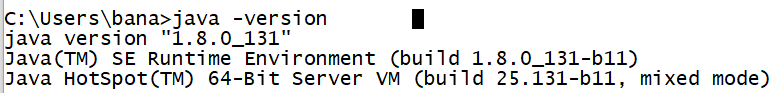 C:\Users\bana>java -version
java version "1.8.0_131"
Java(TM) SE Runtime Environment (build 1.8.0_131-b11)
Java HotSpot(TM) 64-Bit Server VM (build 25.131-b11, mixed mode)